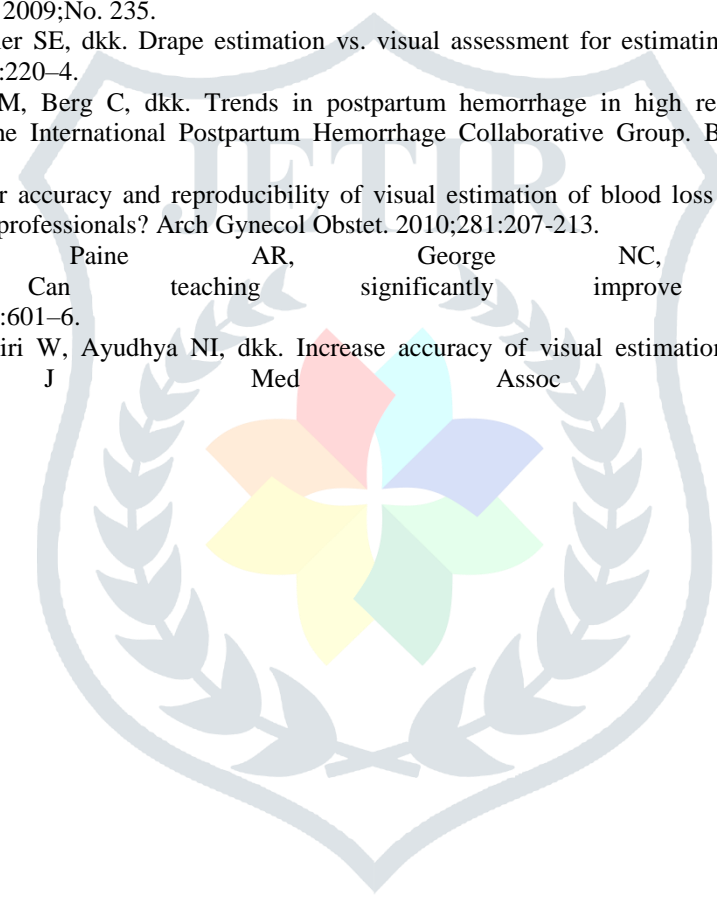 2009;No. 235.
er SE, dkk. Drape estimation vs. visual assessment for estimatin
:220–4.
M, Berg C, dkk. Trends in postpartum hemorrhage in high re
he International Postpartum Hemorrhage Collaborative Group. B
r accuracy and reproducibility of visual estimation of blood loss
professionals? Arch Gynecol Obstet. 2010;281:207-213.
Paine AR, George NC,
Can teaching significantly improve
:601–6.
iri W, Ayudhya NI, dkk. Increase accuracy of visual estimation
J Med Assoc
JETIR